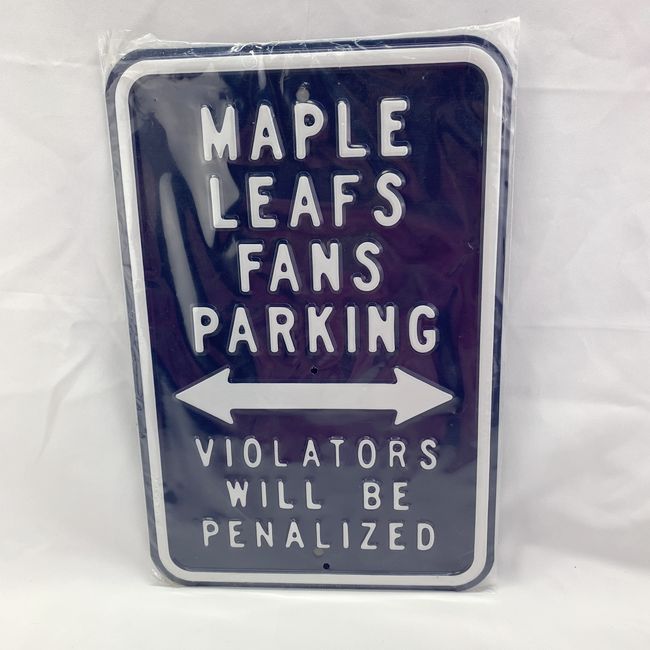 MAPLE
LEAFS
FANS
PARKING
VIOLATORS
WILL BE
PENALIZED